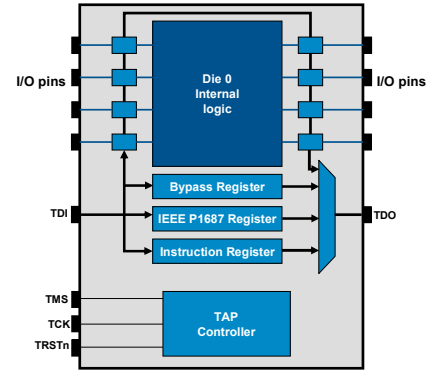 Die 0
Internal
logic
I/O pins
I/O pins
Bypass Register
TDI
IEEE P1687 Register
TDO
Instruction Register
TMS
TCK
TRSTn
TAP
Controller